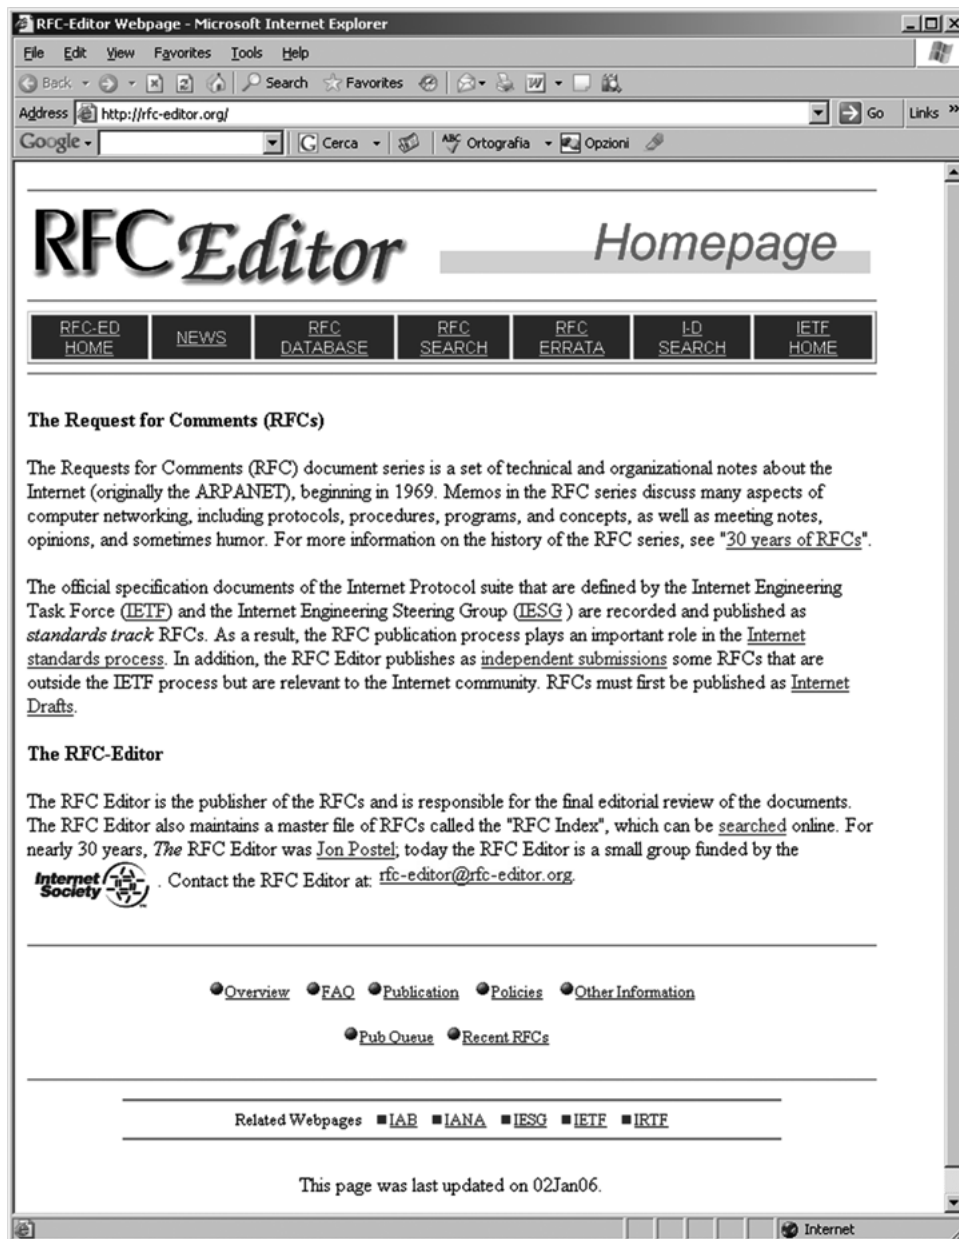 RFC-Editor Webpage - Microsoft Internet Explorer
File Edit View Favorites Tools Help
Back Search Favorites
Address http://rfc-editor.org/ Go Links »
Google Cerca ABC Ortografia Opzioni
RFC Editor Homepage
RFC-ED HOME NEWS RFC DATABASE RFC SEARCH RFC ERRATA I-D SEARCH IETF HOME
The Request for Comments (RFCs)
The Requests for Comments (RFC) document series is a set of technical and organizational notes about the
Internet (originally the ARPANET), beginning in 1969. Memos in the RFC series discuss many aspects of
computer networking, including protocols, procedures, programs, and concepts, as well as meeting notes,
opinions, and sometimes humor. For more information on the history of the RFC series, see "30 years of RFCs".
The official specification documents of the Internet Protocol suite that are defined by the Internet Engineering
Task Force (IETF) and the Internet Engineering Steering Group (IESG ) are recorded and published as
standards track RFCs. As a result, the RFC publication process plays an important role in the Internet
standards process. In addition, the RFC Editor publishes as independent submissions some RFCs that are
outside the IETF process but are relevant to the Internet community. RFCs must first be published as Internet
Drafts.
The RFC-Editor
The RFC Editor is the publisher of the RFCs and is responsible for the final editorial review of the documents.
The RFC Editor also maintains a master file of RFCs called the "RFC Index", which can be searched online. For
nearly 30 years, The RFC Editor was Jon Postel; today the RFC Editor is a small group funded by the
Internet Society . Contact the RFC Editor at: rfc-editor@rfc-editor.org.
Overview FAQ Publication Policies Other Information
Pub Queue Recent RFCs
Related Webpages IAB IANA IESG IETF IRTF
This page was last updated on 02Jan06.
Internet